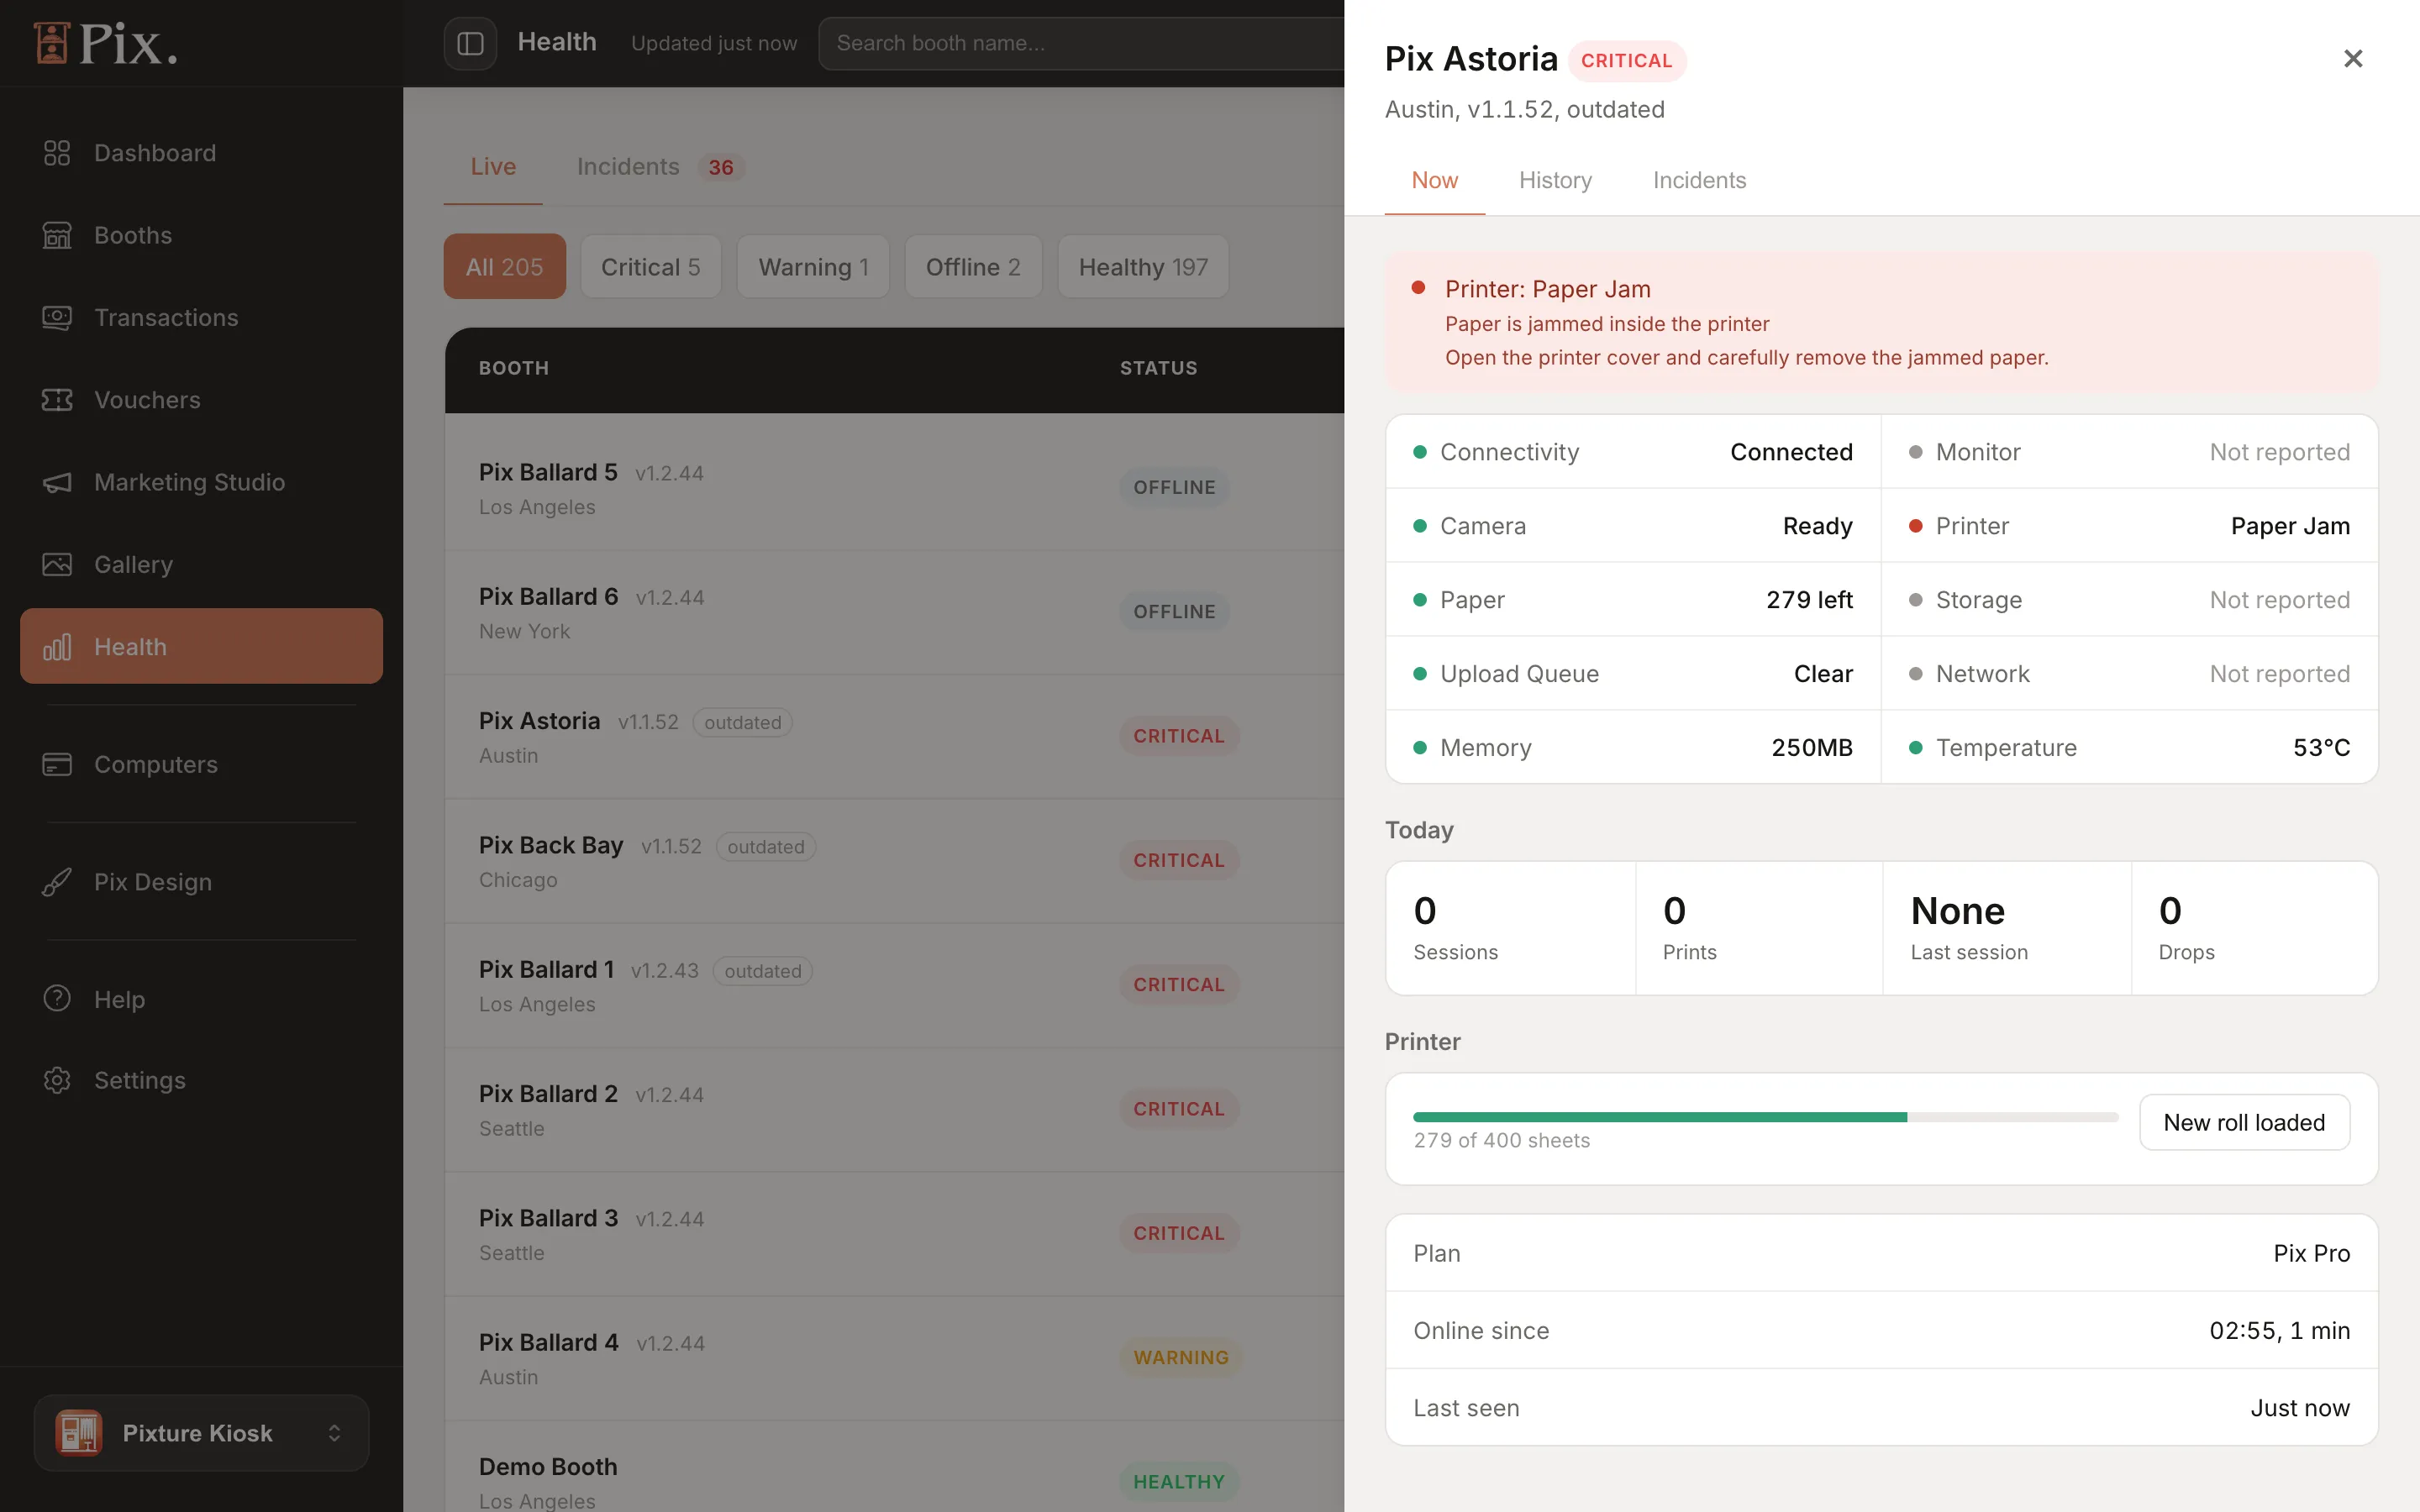 Pix.
Dashboard
Booths
Transactions
Vouchers
Marketing Studio
Gallery
Health
Computers
Pix Design
Help
Settings
Pixture Kiosk
Health Updated just now Search booth name...
Live Incidents 36
All 205 Critical 5 Warning 1 Offline 2 Healthy 197
BOOTH STATUS
Pix Ballard 5 v1.2.44 OFFLINE
Los Angeles
Pix Ballard 6 v1.2.44 OFFLINE
New York
Pix Astoria v1.1.52 outdated CRITICAL
Austin
Pix Back Bay v1.1.52 outdated CRITICAL
Chicago
Pix Ballard 1 v1.2.43 outdated CRITICAL
Los Angeles
Pix Ballard 2 v1.2.44 CRITICAL
Seattle
Pix Ballard 3 v1.2.44 CRITICAL
Seattle
Pix Ballard 4 v1.2.44 WARNING
Austin
Demo Booth HEALTHY
Los Angeles
Pix Astoria CRITICAL
Austin, v1.1.52, outdated
Now History Incidents
Printer: Paper Jam
Paper is jammed inside the printer
Open the printer cover and carefully remove the jammed paper.
Connectivity Connected Monitor Not reported
Camera Ready Printer Paper Jam
Paper 279 left Storage Not reported
Upload Queue Clear Network Not reported
Memory 250MB Temperature 53°C
Today
0 0 None 0
Sessions Prints Last session Drops
Printer
New roll loaded
279 of 400 sheets
Plan Pix Pro
Online since 02:55, 1 min
Last seen Just now